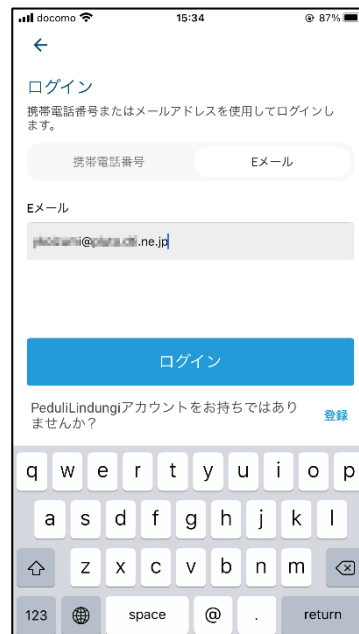 docomo 15:34 87%
ログイン
携帯電話番号またはメールアドレスを使用してログインし
ます。
携帯電話番号 Eメール
Eメール
.ne.jp
ログイン
PeduliLindungiアカウントをお持ちではあり
ませんか？
登録
q w e r t y u i o p
a s d f g h j k l
z x c v b n m
123 space @ . return